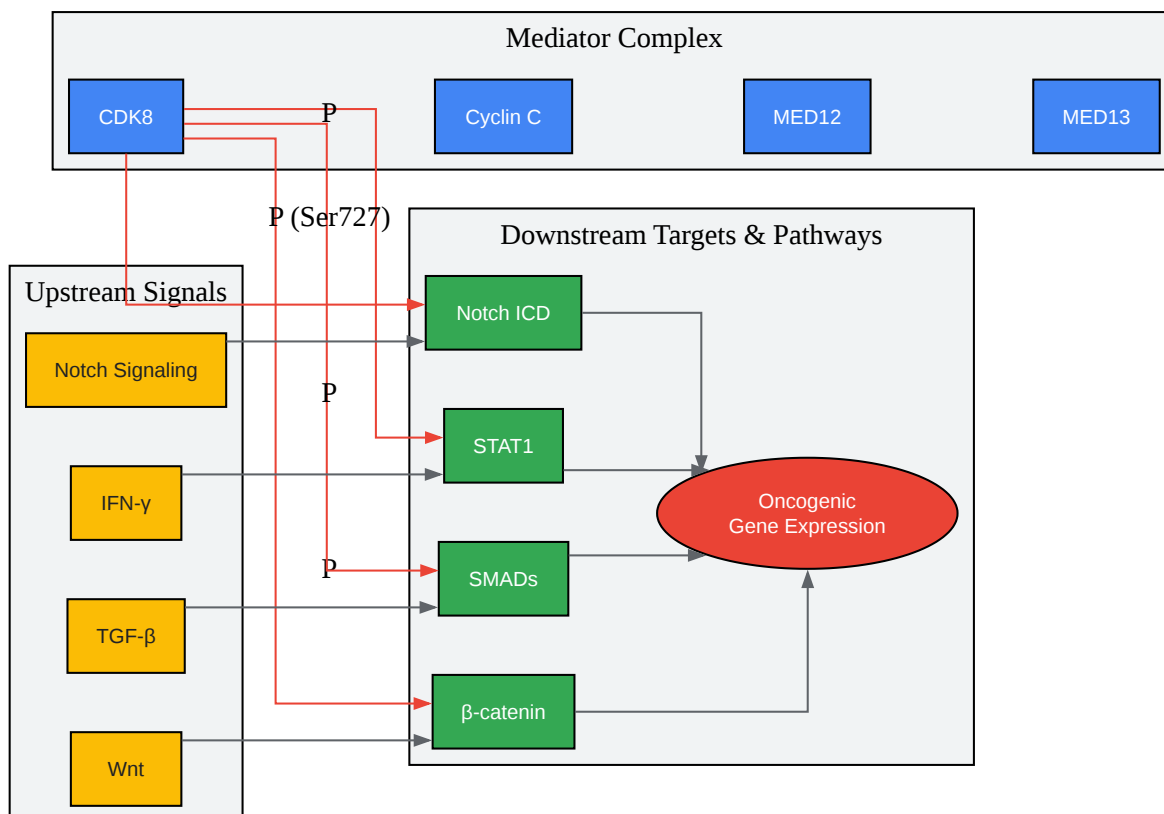 Mediator Complex
CDK8
P
Cyclin C
MED12
MED13
P (Ser727)
Downstream Targets & Pathways
Upstream Signals
Notch ICD
Notch Signaling
P
STAT1
IFN-γ
Oncogenic
Gene Expression
P
SMADs
TGF-β
β-catenin
Wnt